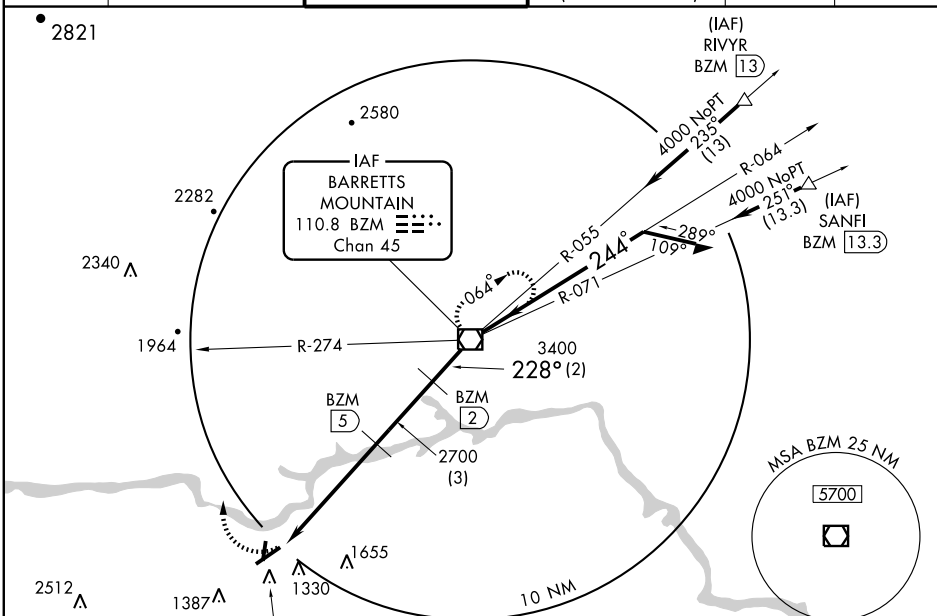 2821
(IAF)
RIVYR
BZM 13
2580
4000 NoPT
235°
(13)
R-064
IAF
BARRETTS
MOUNTAIN
110.8 BZM
Chan 45
4000 NoPT
251°
(13.3)
(IAF)
SANFI
BZM 13.3
2282
R-055
289°
109°
244°
2340
064°
R-071
1964
R-274
3400
228° (2)
BZM
5
BZM
2
2700
(3)
MSA BZM 25 NM
5700
1655
1330
2512
1387
10 NM